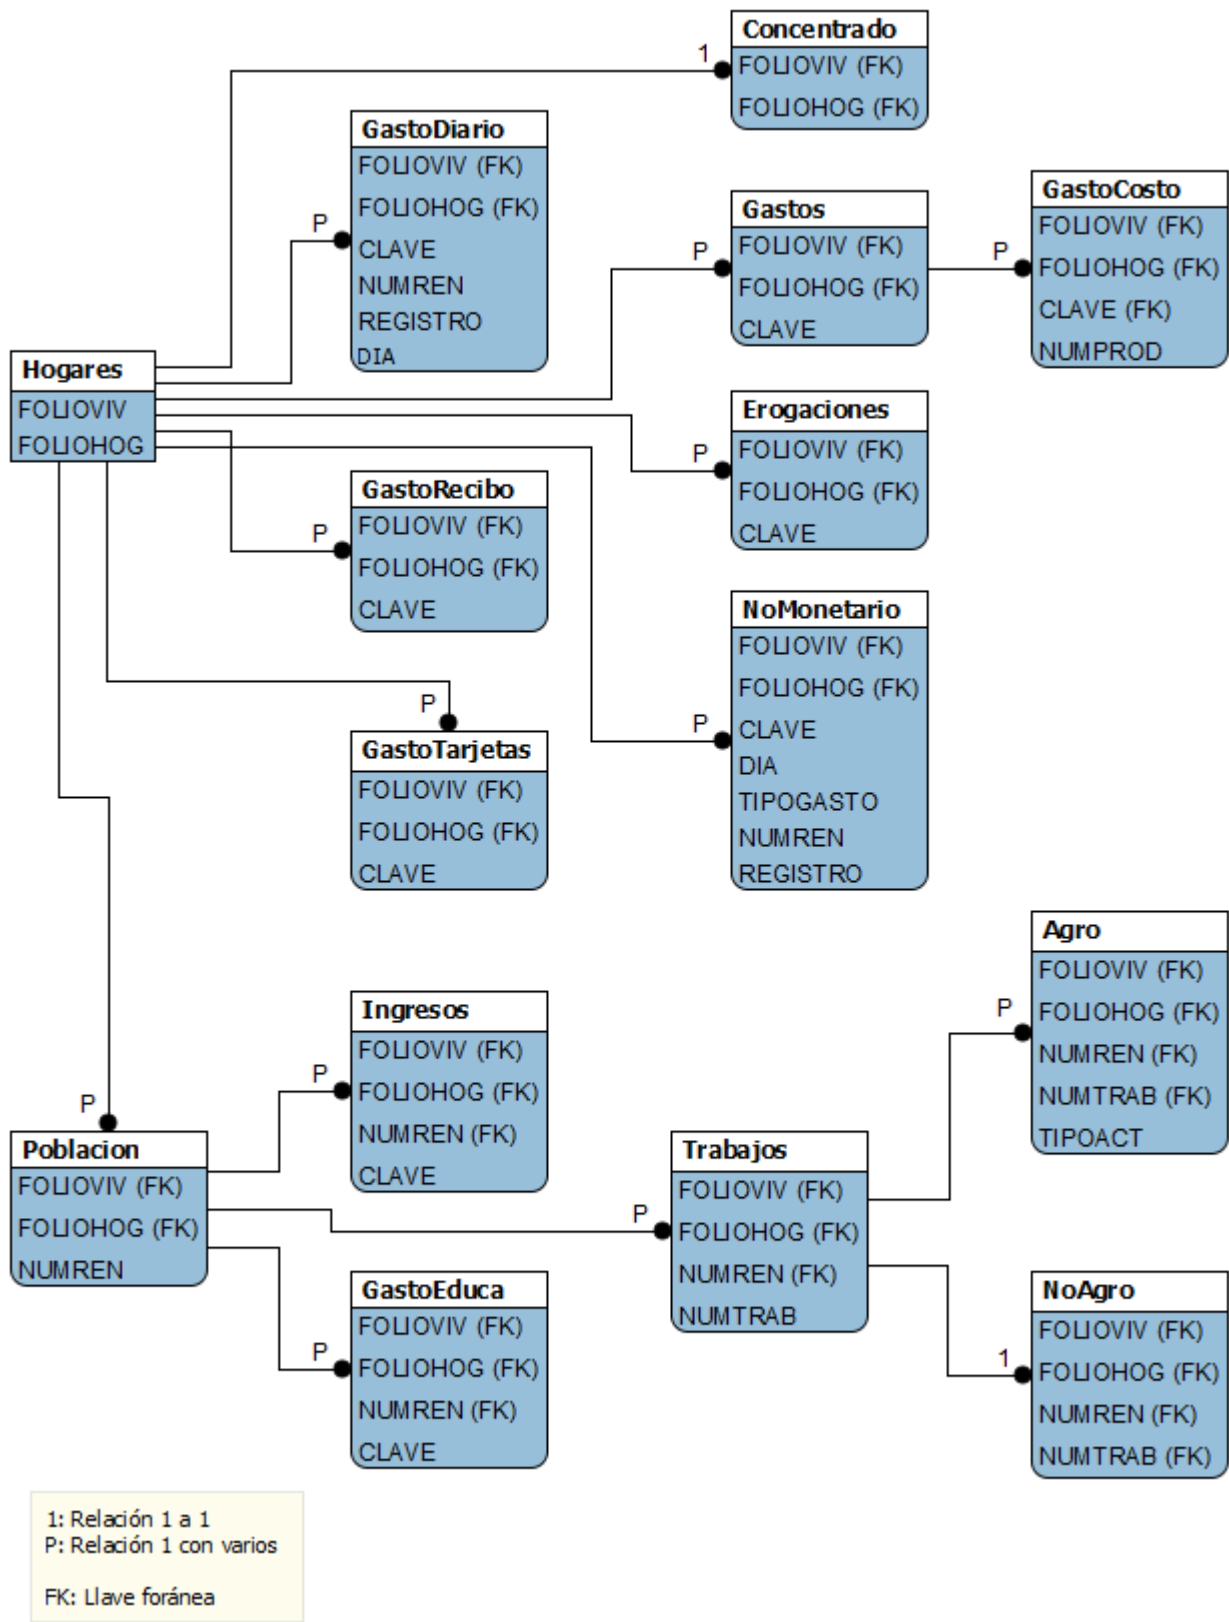 Concentrado
FOLIOVIV (FK)
FOLIOHOG (FK)
1
GastoDiario
FOLIOVIV (FK)
FOLIOHOG (FK)
CLAVE
NUMREN
REGISTRO
DIA
P
Gastos
FOLIOVIV (FK)
FOLIOHOG (FK)
CLAVE
P
GastoCosto
FOLIOVIV (FK)
FOLIOHOG (FK)
CLAVE (FK)
NUMPROD
P
Hogares
FOLIOVIV
FOLIOHOG
Erogaciones
FOLIOVIV (FK)
FOLIOHOG (FK)
CLAVE
P
GastoRecibo
FOLIOVIV (FK)
FOLIOHOG (FK)
CLAVE
P
NoMonetario
FOLIOVIV (FK)
FOLIOHOG (FK)
CLAVE
DIA
TIPOGASTO
NUMREN
REGISTRO
P
P
GastoTarjetas
FOLIOVIV (FK)
FOLIOHOG (FK)
CLAVE
Agro
FOLIOVIV (FK)
FOLIOHOG (FK)
NUMREN (FK)
NUMTRAB (FK)
TIPOACT
P
Ingresos
FOLIOVIV (FK)
FOLIOHOG (FK)
NUMREN (FK)
CLAVE
P
P
Poblacion
FOLIOVIV (FK)
FOLIOHOG (FK)
NUMREN
Trabajos
FOLIOVIV (FK)
FOLIOHOG (FK)
NUMREN (FK)
NUMTRAB
P
GastoEduca
FOLIOVIV (FK)
FOLIOHOG (FK)
NUMREN (FK)
CLAVE
P
NoAgro
FOLIOVIV (FK)
FOLIOHOG (FK)
NUMREN (FK)
NUMTRAB (FK)
1
1: Relación 1 a 1
P: Relación 1 con varios
FK: Llave foránea